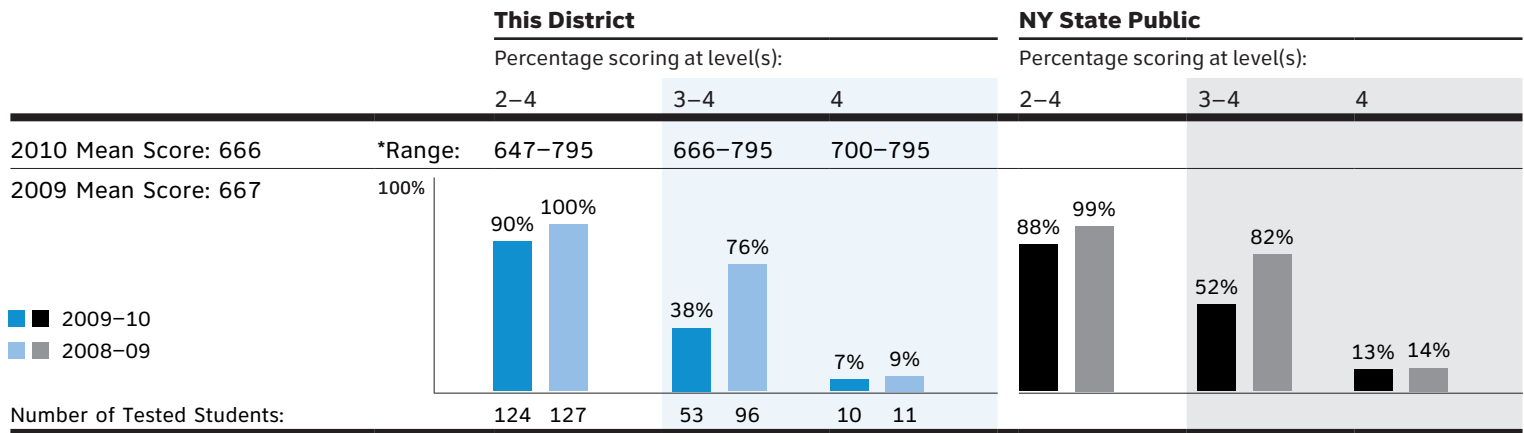 This District NY State Public
Percentage scoring at level(s): Percentage scoring at level(s):
2–4 3–4 4 2–4 3–4 4
2010 Mean Score: 666 *Range: 647–795 666–795 700–795
2009 Mean Score: 667 100%
90% 100% 76% 38% 7% 9% 88% 99% 82% 52% 13% 14%
2009–10
2008–09
Number of Tested Students: 124 127 53 96 10 11